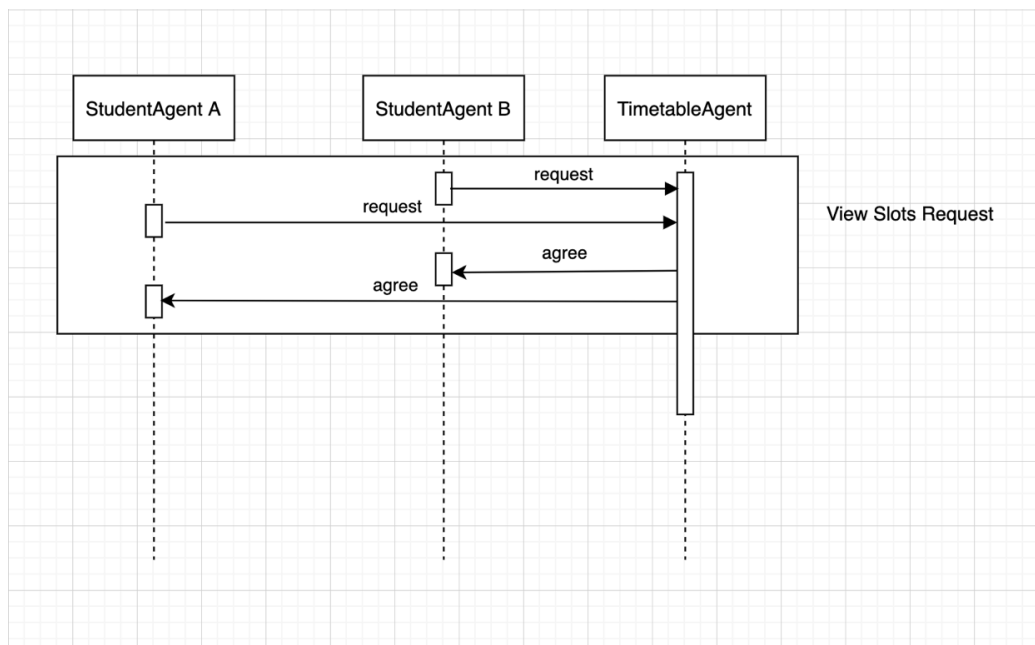 StudentAgent A
StudentAgent B
TimetableAgent
request
request
View Slots Request
agree
agree